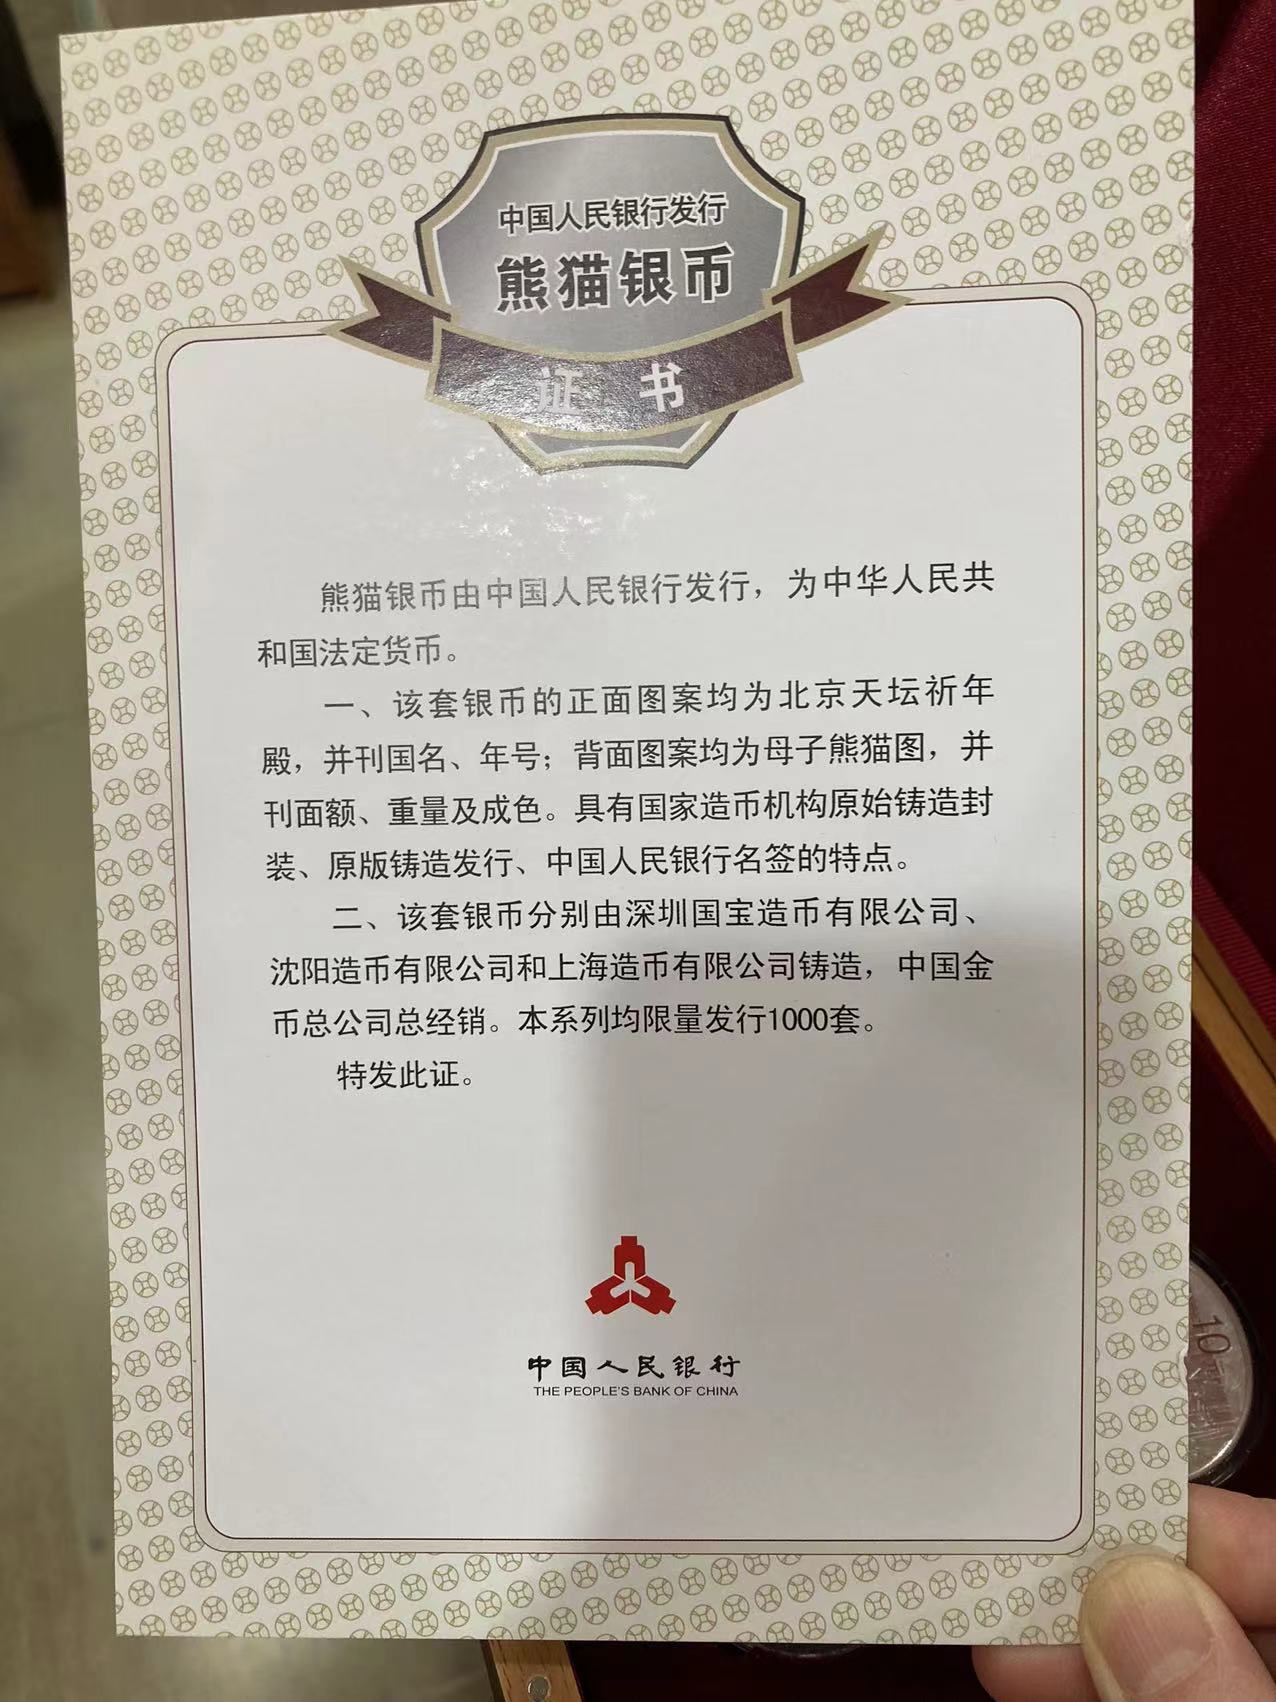 中国人民银行发行
熊猫银币
证书
熊猫银币由中国人民银行发行，为中华人民共
和国法定货币。
一、该套银币的正面图案均为北京天坛祈年
殿，并刊国名、年号；背面图案均为母子熊猫图，并
刊面额、重量及成色。具有国家造币机构原始铸造封
装、原版铸造发行、中国人民银行名签的特点。
二、该套银币分别由深圳国宝造币有限公司、
沈阳造币有限公司和上海造币有限公司铸造，中国金
币总公司总经销。本系列均限量发行1000套。
特发此证。
中国人民银行
THE PEOPLE'S BANK OF CHINA
10